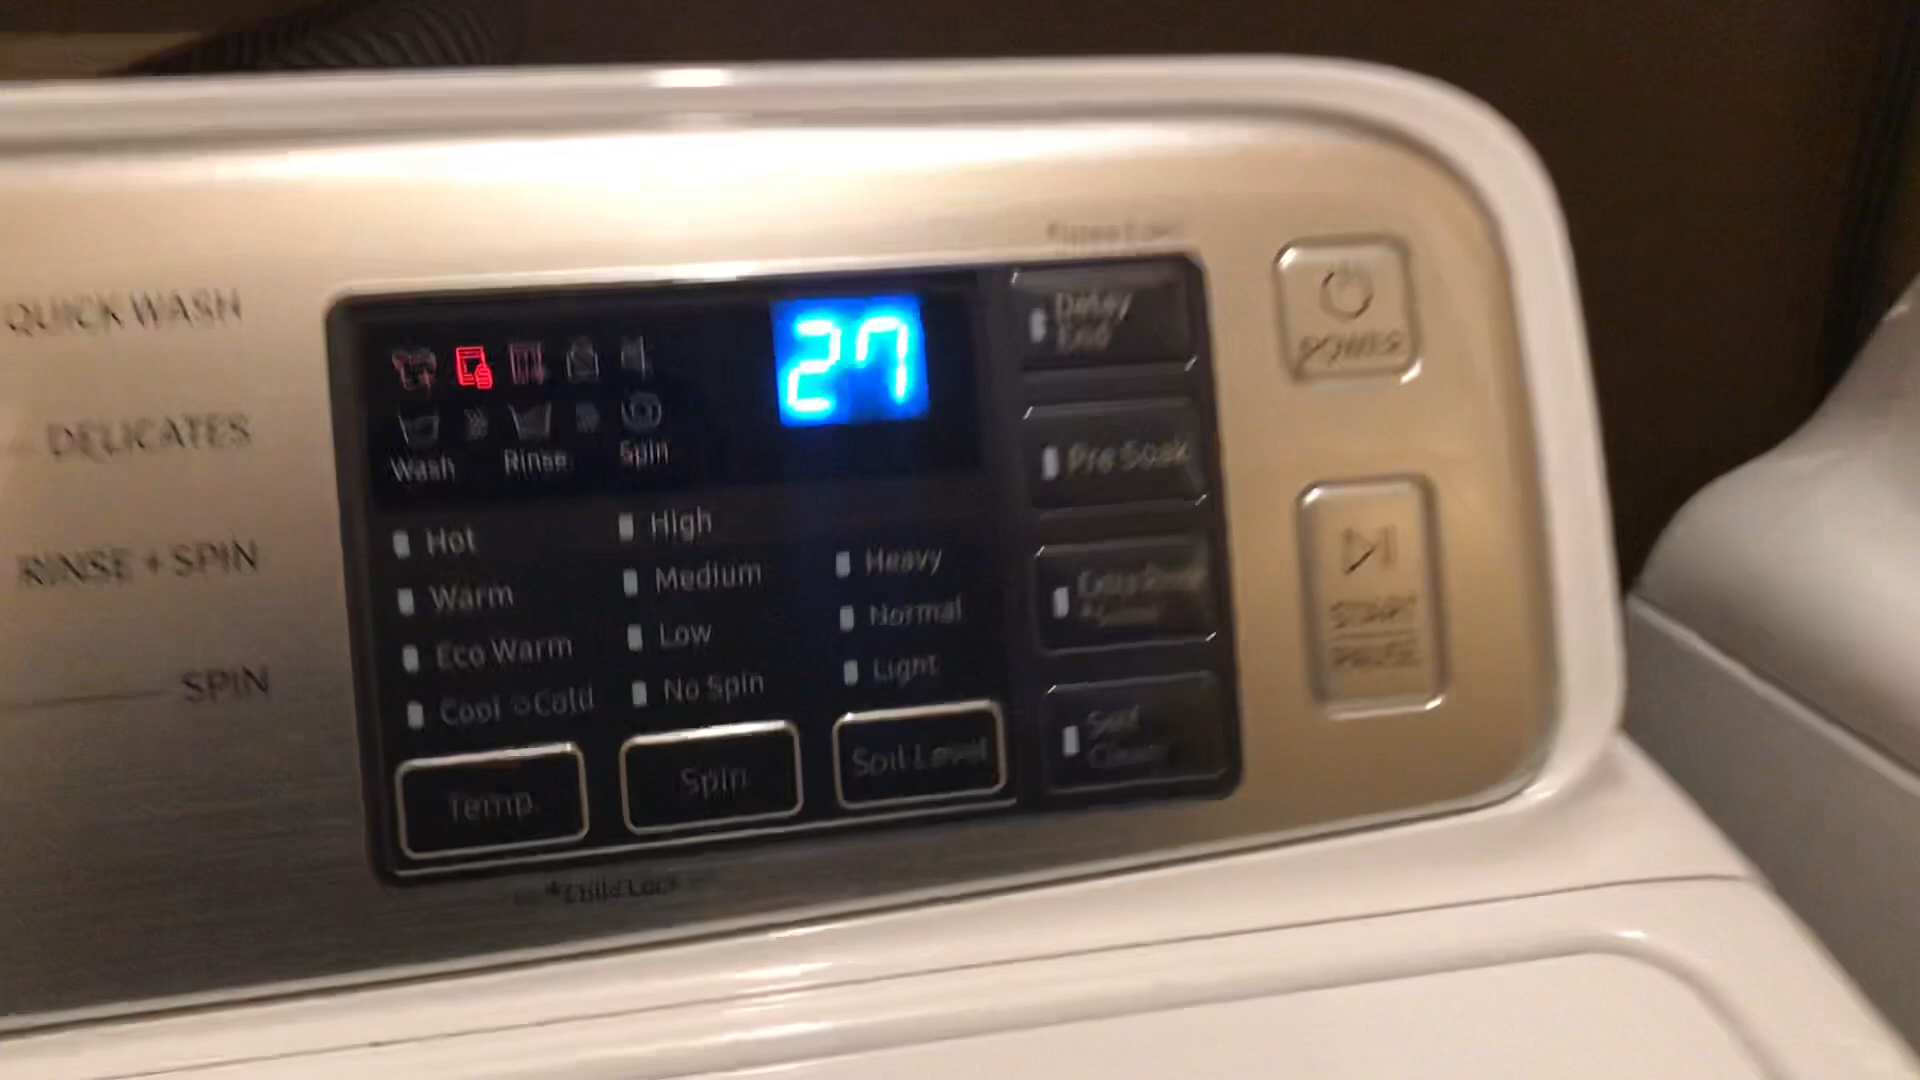 QUICK WASH
DELICATES
RINSE + SPIN
SPIN
27
Wash
Rinse
Spin
Hot
Warm
Eco Warm
Cool Cold
High
Medium
Low
No Spin
Heavy
Normal
Light
Temp.
Spin
Soil Level
Delay
End
Pre Soak
Extra Rinse
Self
Clean
Child Lock
POWER
START
PAUSE